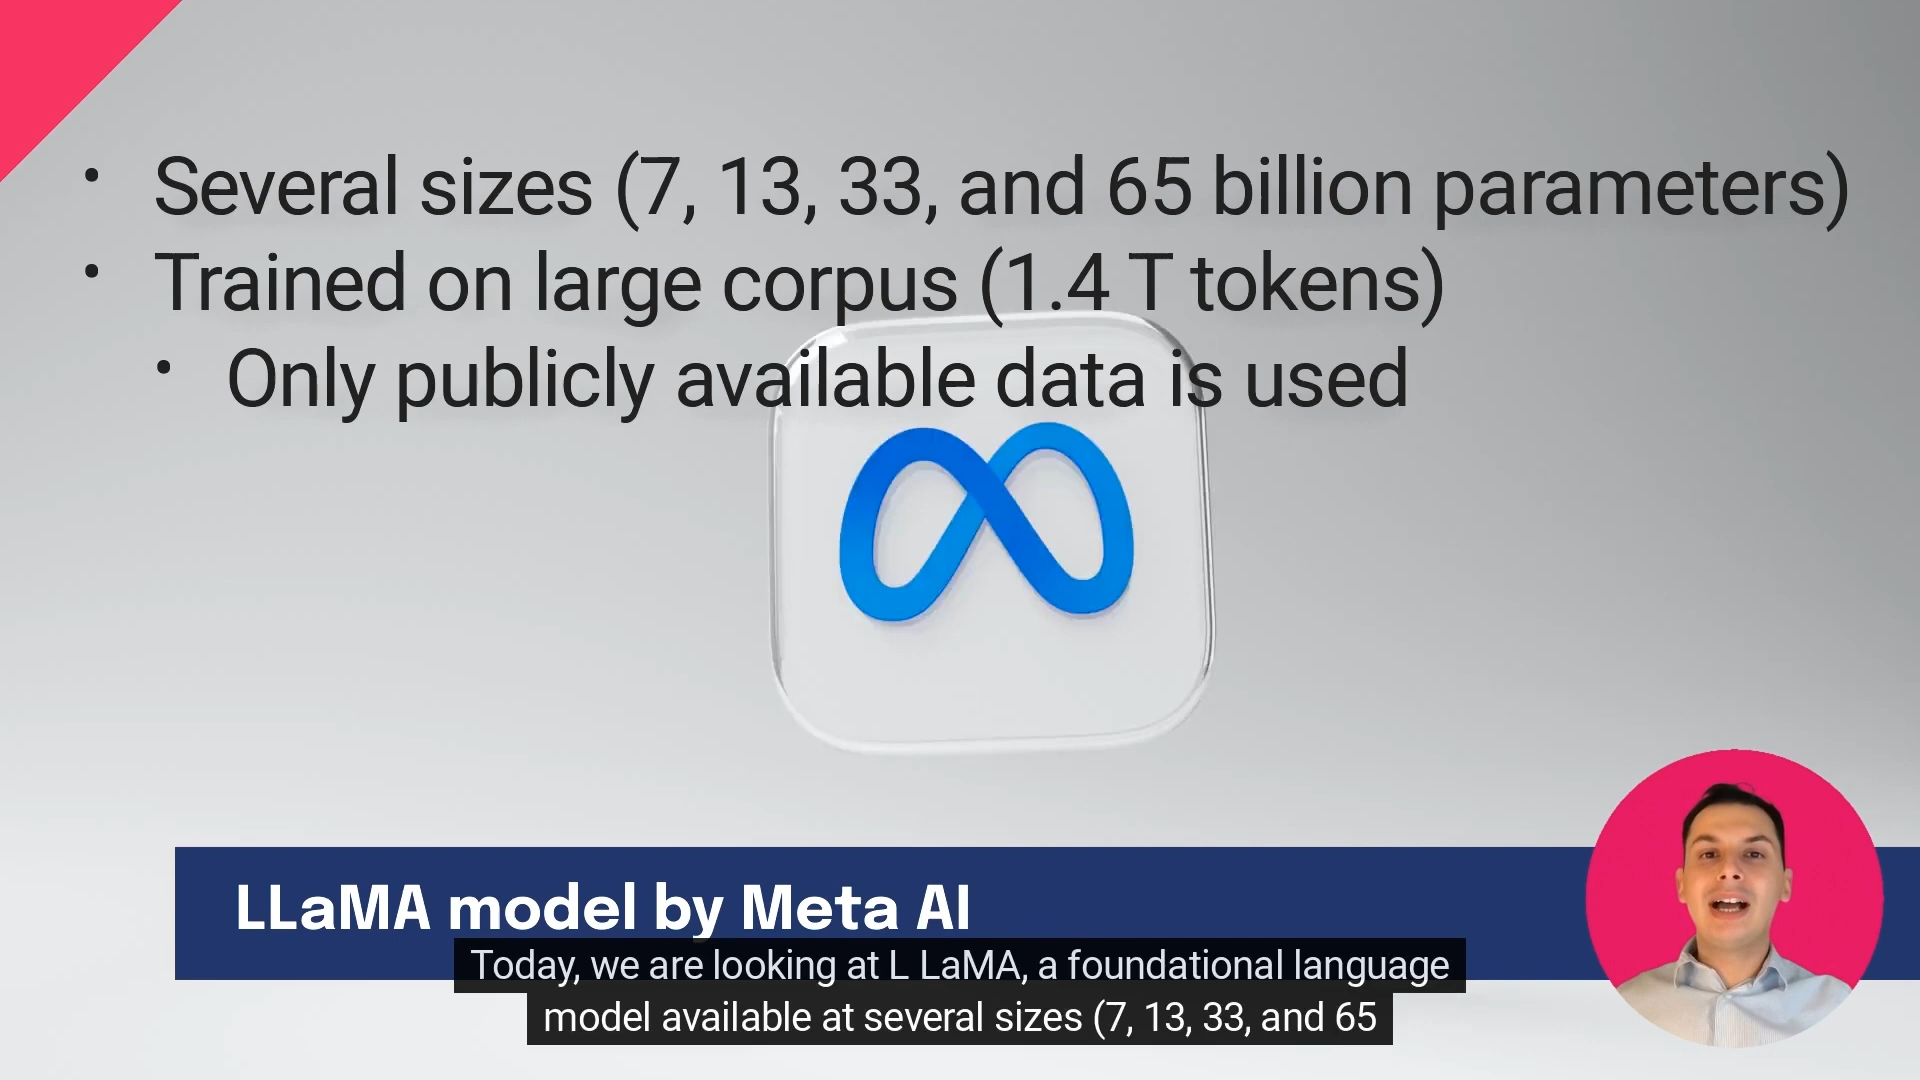 Several sizes (7, 13, 33, and 65 billion parameters)
Trained on large corpus (1.4 T tokens)
Only publicly available data is used
LLaMA model by Meta AI
Today, we are looking at L LaMA, a foundational language
model available at several sizes (7, 13, 33, and 65